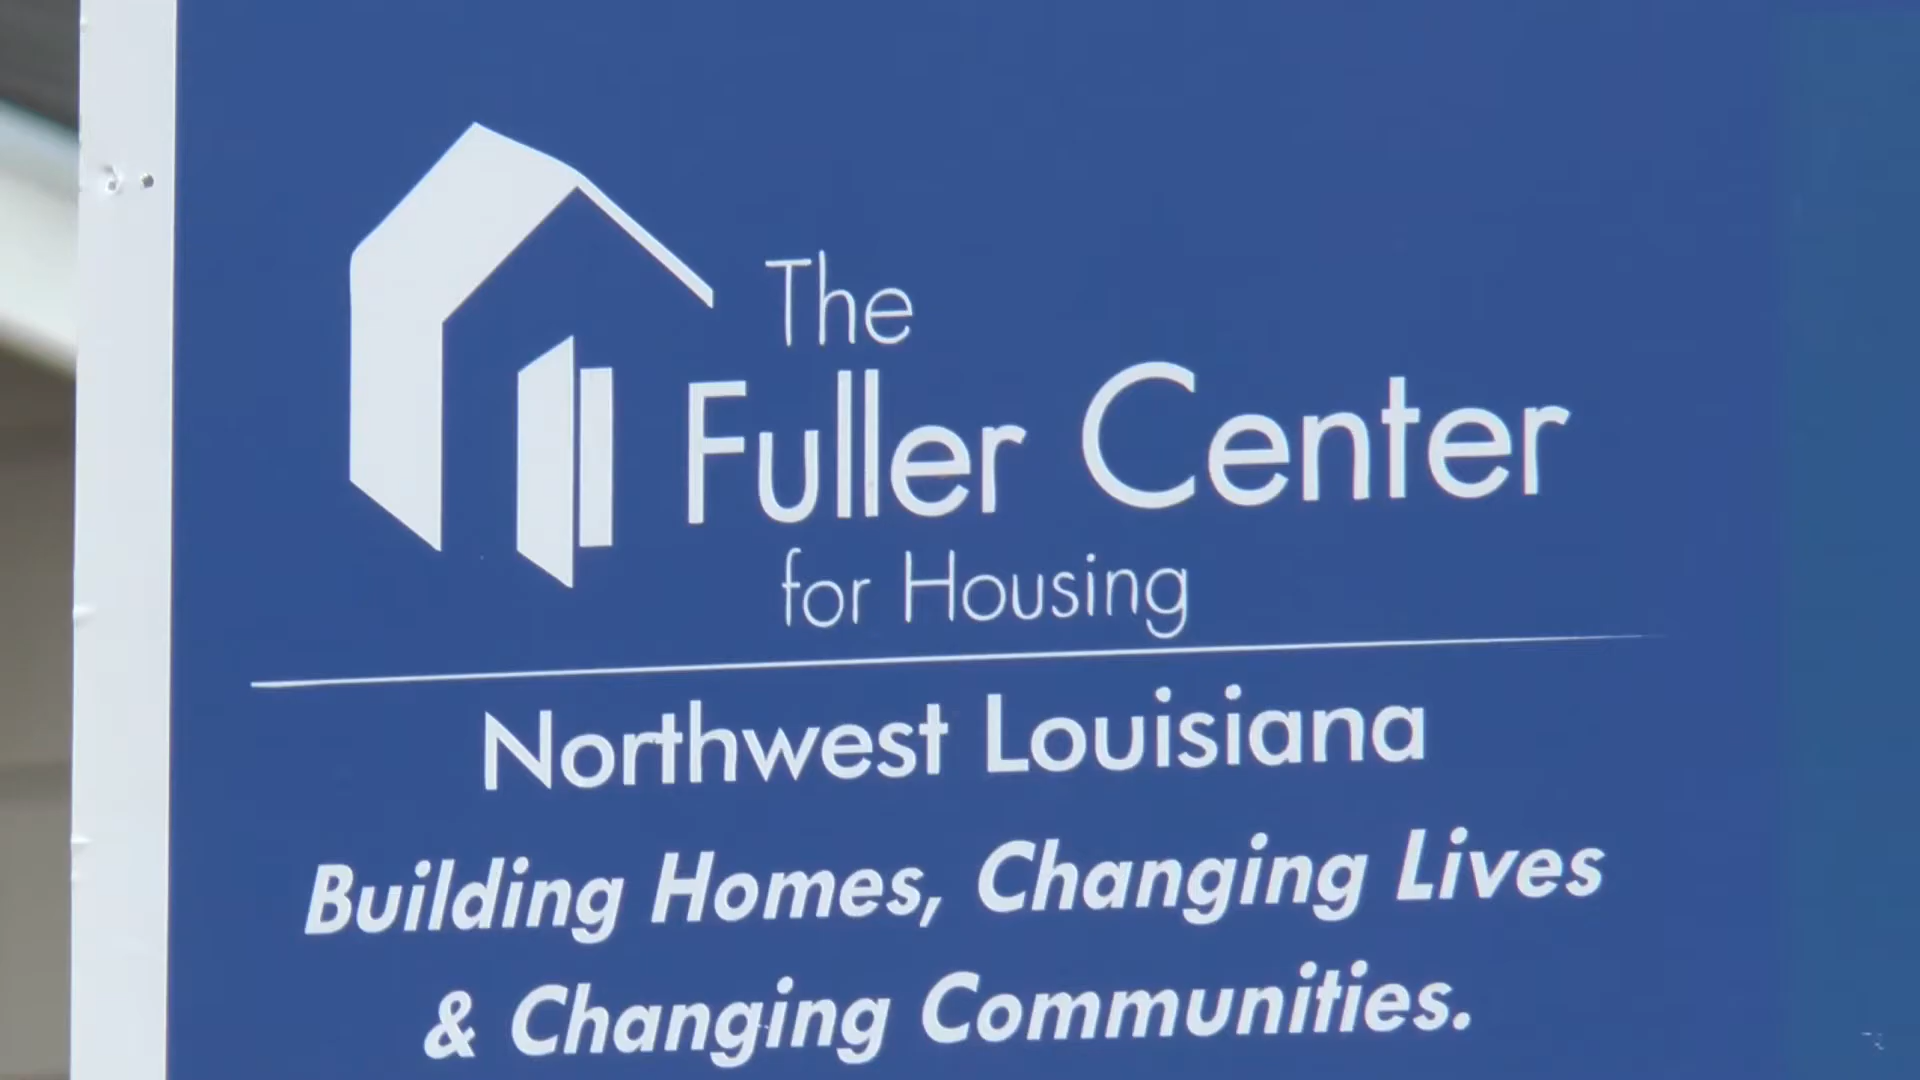 The
Fuller Center
for Housing
Northwest Louisiana
Building Homes, Changing Lives
& Changing Communities.